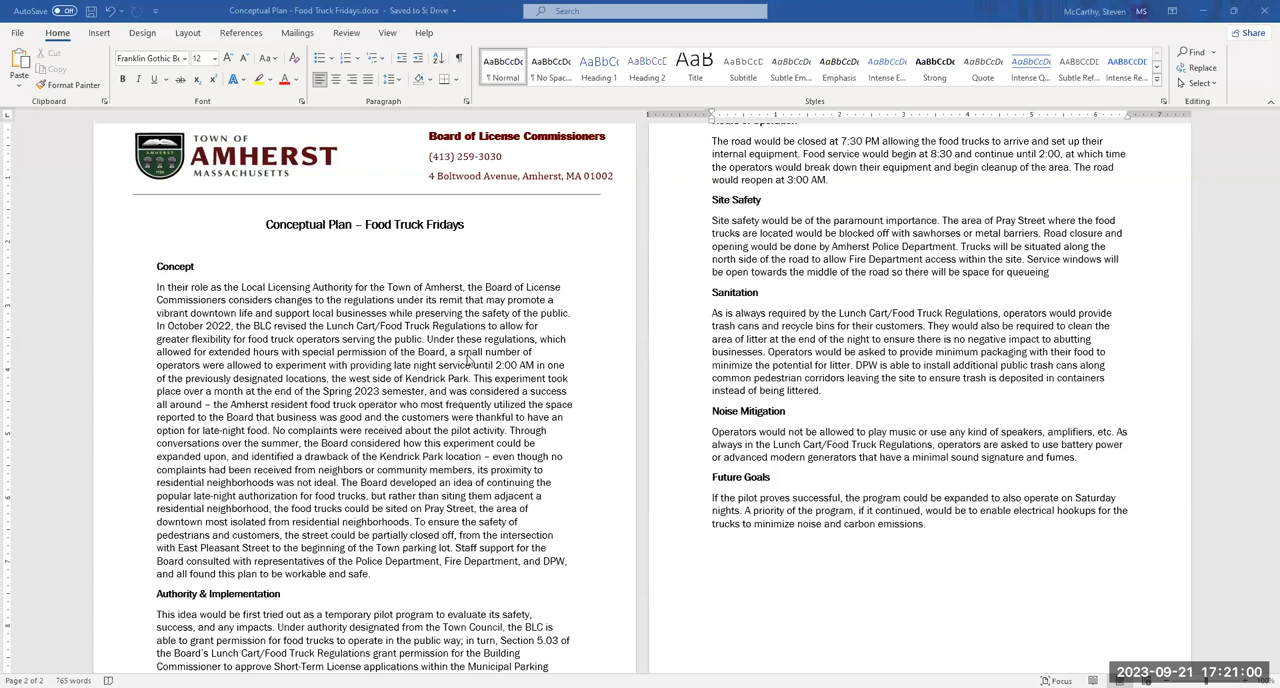 AutoSave Off
Conceptual Plan - Food Truck Fridays.docx - Saved to S: Drive
Search
McCarthy, Steven MS
File Home Insert Design Layout References Mailings Review View Help
Share
Paste
Cut
Copy
Format Painter
Clipboard
Franklin Gothic B 12
Font
Paragraph
AaBbCcDc AaBbCcDc AaBbC AaBbCcC AaB AaBbCcC AaBbCcDc AaBbCcDc AaBbCcDc AaBbCcDc AaBbCcDc AaBbCcDc AABBCCDC AABBCCDC
¶ Normal ¶ No Spac... Heading 1 Heading 2 Title Subtitle Subtle Em... Emphasis Intense E... Strong Quote Intense Q... Subtle Ref... Intense Re...
Styles
Find
Replace
Select
Editing
TOWN OF
AMHERST
MASSACHUSETTS
Board of License Commissioners
(413) 259-3030
4 Boltwood Avenue, Amherst, MA 01002
Conceptual Plan – Food Truck Fridays
Concept
In their role as the Local Licensing Authority for the Town of Amherst, the Board of License
Commissioners considers changes to the regulations under its remit that may promote a
vibrant downtown life and support local businesses while preserving the safety of the public.
In October 2022, the BLC revised the Lunch Cart/Food Truck Regulations to allow for
greater flexibility for food truck operators serving the public. Under these regulations, which
allowed for extended hours with special permission of the Board, a small number of
operators were allowed to experiment with providing late night service until 2:00 AM in one
of the previously designated locations, the west side of Kendrick Park. This experiment took
place over a month at the end of the Spring 2023 semester, and was considered a success
all around – the Amherst resident food truck operator who most frequently utilized the space
reported to the Board that business was good and the customers were thankful to have an
option for late-night food. No complaints were received about the pilot activity. Through
conversations over the summer, the Board considered how this experiment could be
expanded upon, and identified a drawback of the Kendrick Park location – even though no
complaints had been received from neighbors or community members, its proximity to
residential neighborhoods was not ideal. The Board developed an idea of continuing the
popular late-night authorization for food trucks, but rather than siting them adjacent a
residential neighborhood, the food trucks could be sited on Pray Street, the area of
downtown most isolated from residential neighborhoods. To ensure the safety of
pedestrians and customers, the street could be partially closed off, from the intersection
with East Pleasant Street to the beginning of the Town parking lot. Staff support for the
Board consulted with representatives of the Police Department, Fire Department, and DPW,
and all found this plan to be workable and safe.
Authority & Implementation
This idea would be first tried out as a temporary pilot program to evaluate its safety,
success, and any impacts. Under authority designated from the Town Council, the BLC is
able to grant permission for food trucks to operate in the public way; in turn, Section 5.03 of
the Board's Lunch Cart/Food Truck Regulations grant permission for the Building
Commissioner to approve Short-Term License applications within the Municipal Parking
The road would be closed at 7:30 PM allowing the food trucks to arrive and set up their
internal equipment. Food service would begin at 8:30 and continue until 2:00, at which time
the operators would break down their equipment and begin cleanup of the area. The road
would reopen at 3:00 AM.
Site Safety
Site safety would be of the paramount importance. The area of Pray Street where the food
trucks are located would be blocked off with sawhorses or metal barriers. Road closure and
opening would be done by Amherst Police Department. Trucks will be situated along the
north side of the road to allow Fire Department access within the site. Service windows will
be open towards the middle of the road so there will be space for queueing
Sanitation
As is always required by the Lunch Cart/Food Truck Regulations, operators would provide
trash cans and recycle bins for their customers. They would also be required to clean the
area of litter at the end of the night to ensure there is no negative impact to abutting
businesses. Operators would be asked to provide minimum packaging with their food to
minimize the potential for litter. DPW is able to install additional public trash cans along
common pedestrian corridors leaving the site to ensure trash is deposited in containers
instead of being littered.
Noise Mitigation
Operators would not be allowed to play music or use any kind of speakers, amplifiers, etc. As
always in the Lunch Cart/Food Truck Regulations, operators are asked to use battery power
or advanced modern generators that have a minimal sound signature and fumes.
Future Goals
If the pilot proves successful, the program could be expanded to also operate on Saturday
nights. A priority of the program, if it continued, would be to enable electrical hookups for the
trucks to minimize noise and carbon emissions.
Page 2 of 2 765 words
Focus
2023-09-21 17:21:00